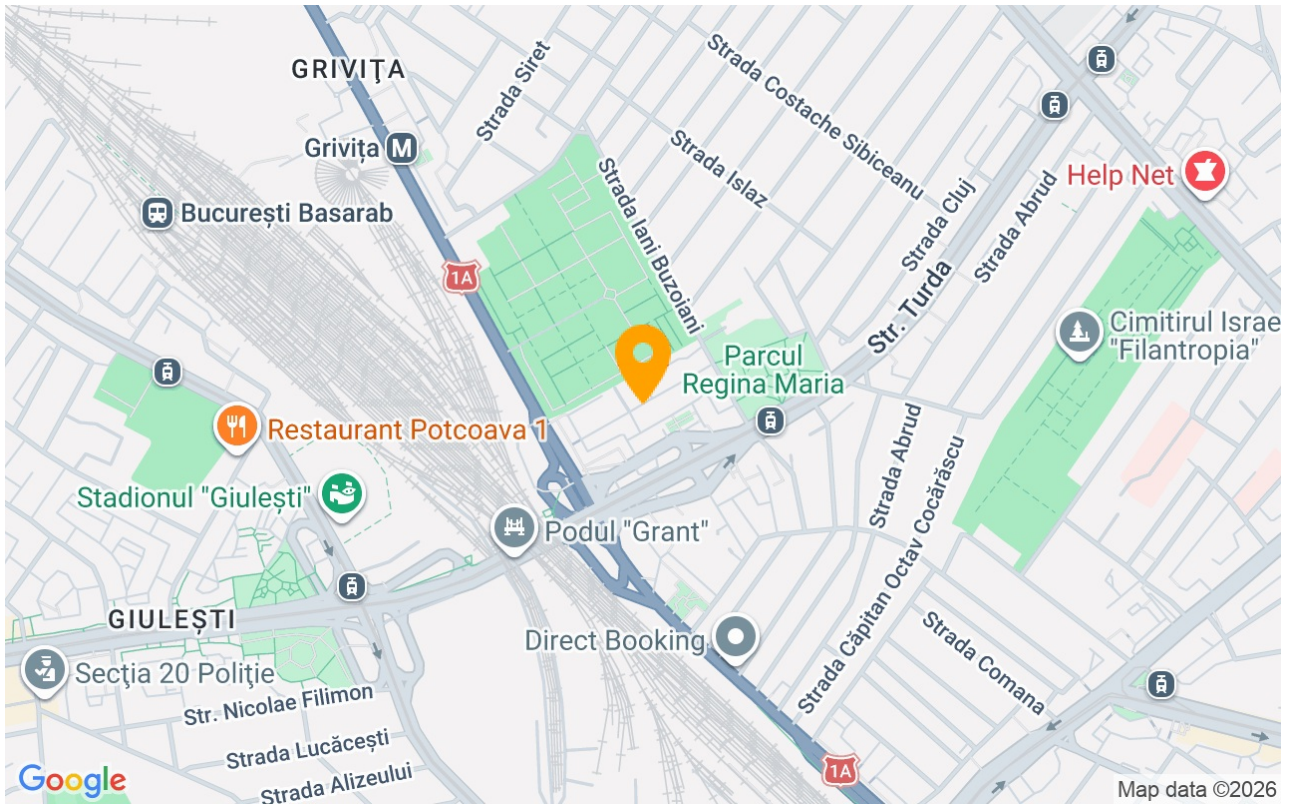 GRIVIŢA
Strada Siret
Strada Costache Sibiceanu
Grivița
M
Strada Islaz
Strada Iani Buzoiani
Strada Cluj
Strada Abrud
Help Net
București Basarab
1A
Str. Turda
Cimitirul Israe
"Filantropia"
Parcul
Regina Maria
Restaurant Potcoava 1
Strada Abrud
Strada Căpitan Octav Cocărăscu
Stadionul "Giulești"
Podul "Grant"
GIULEȘTI
Direct Booking
Strada Comana
Secţia 20 Poliţie
Str. Nicolae Filimon
Strada Lucăcești
Strada Alizeului
1A
Google
Map data ©2026